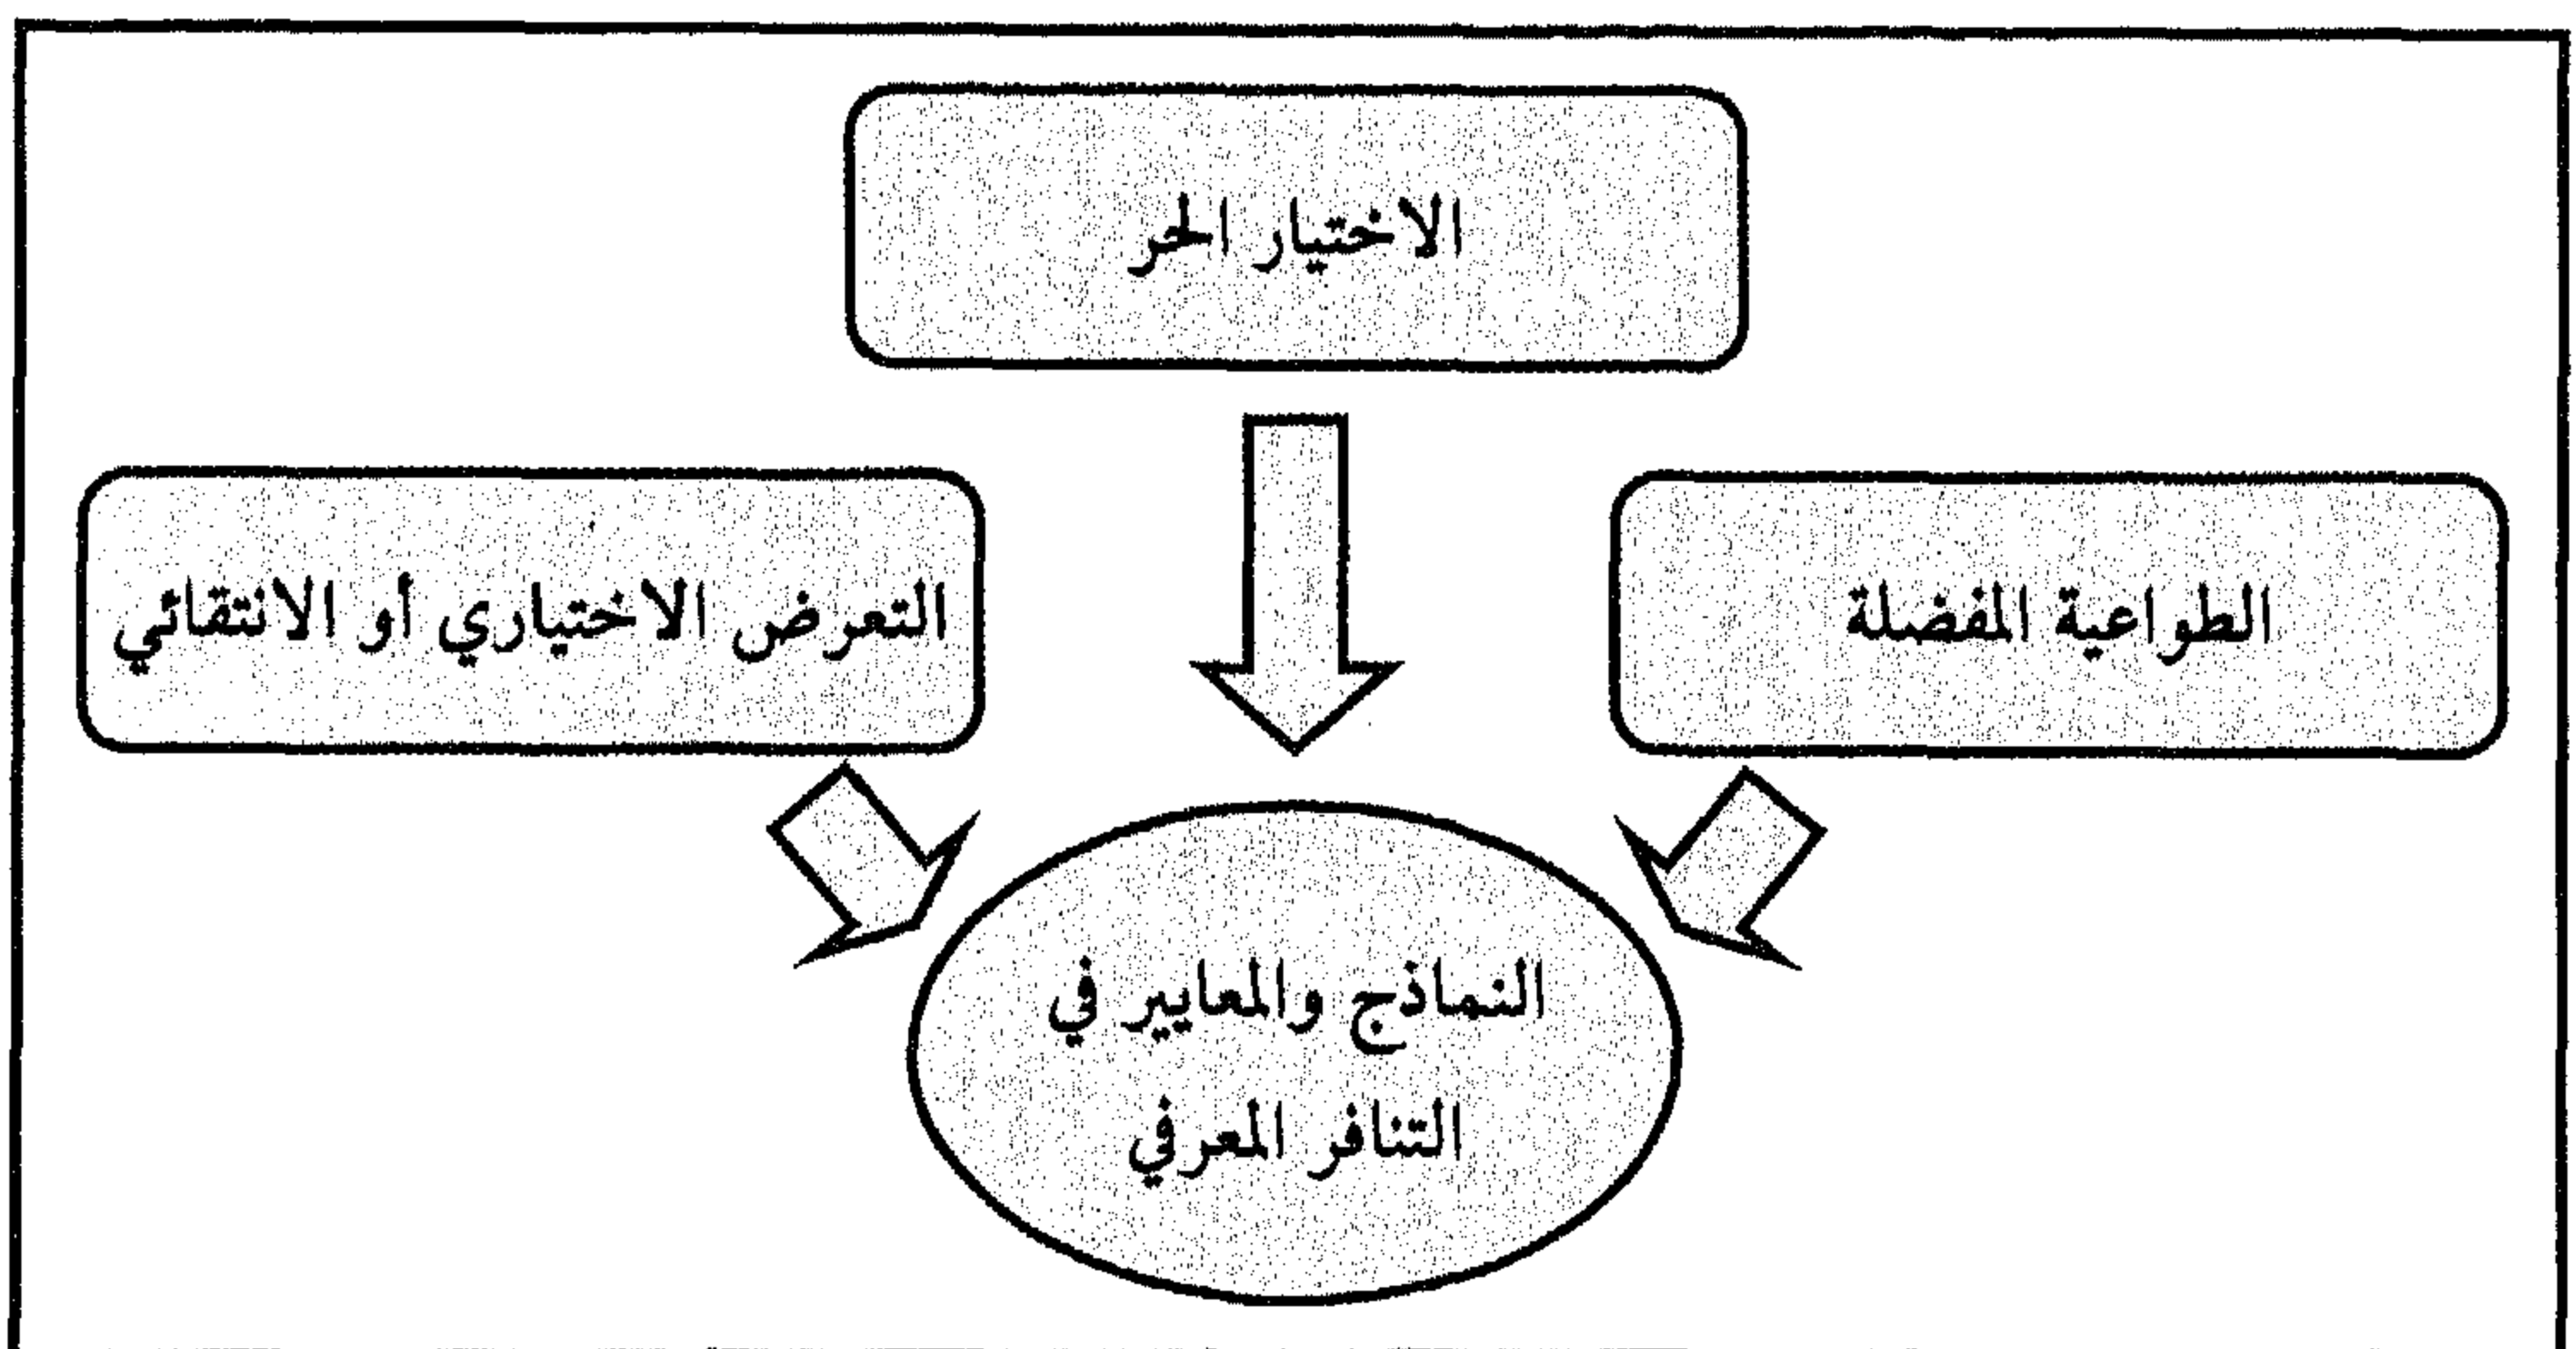 الاختيار الحر
الطواعية المفضلة
التعرض الاختياري أو الانتقائي
النماذج والمعايير في
التنافر المعرفي